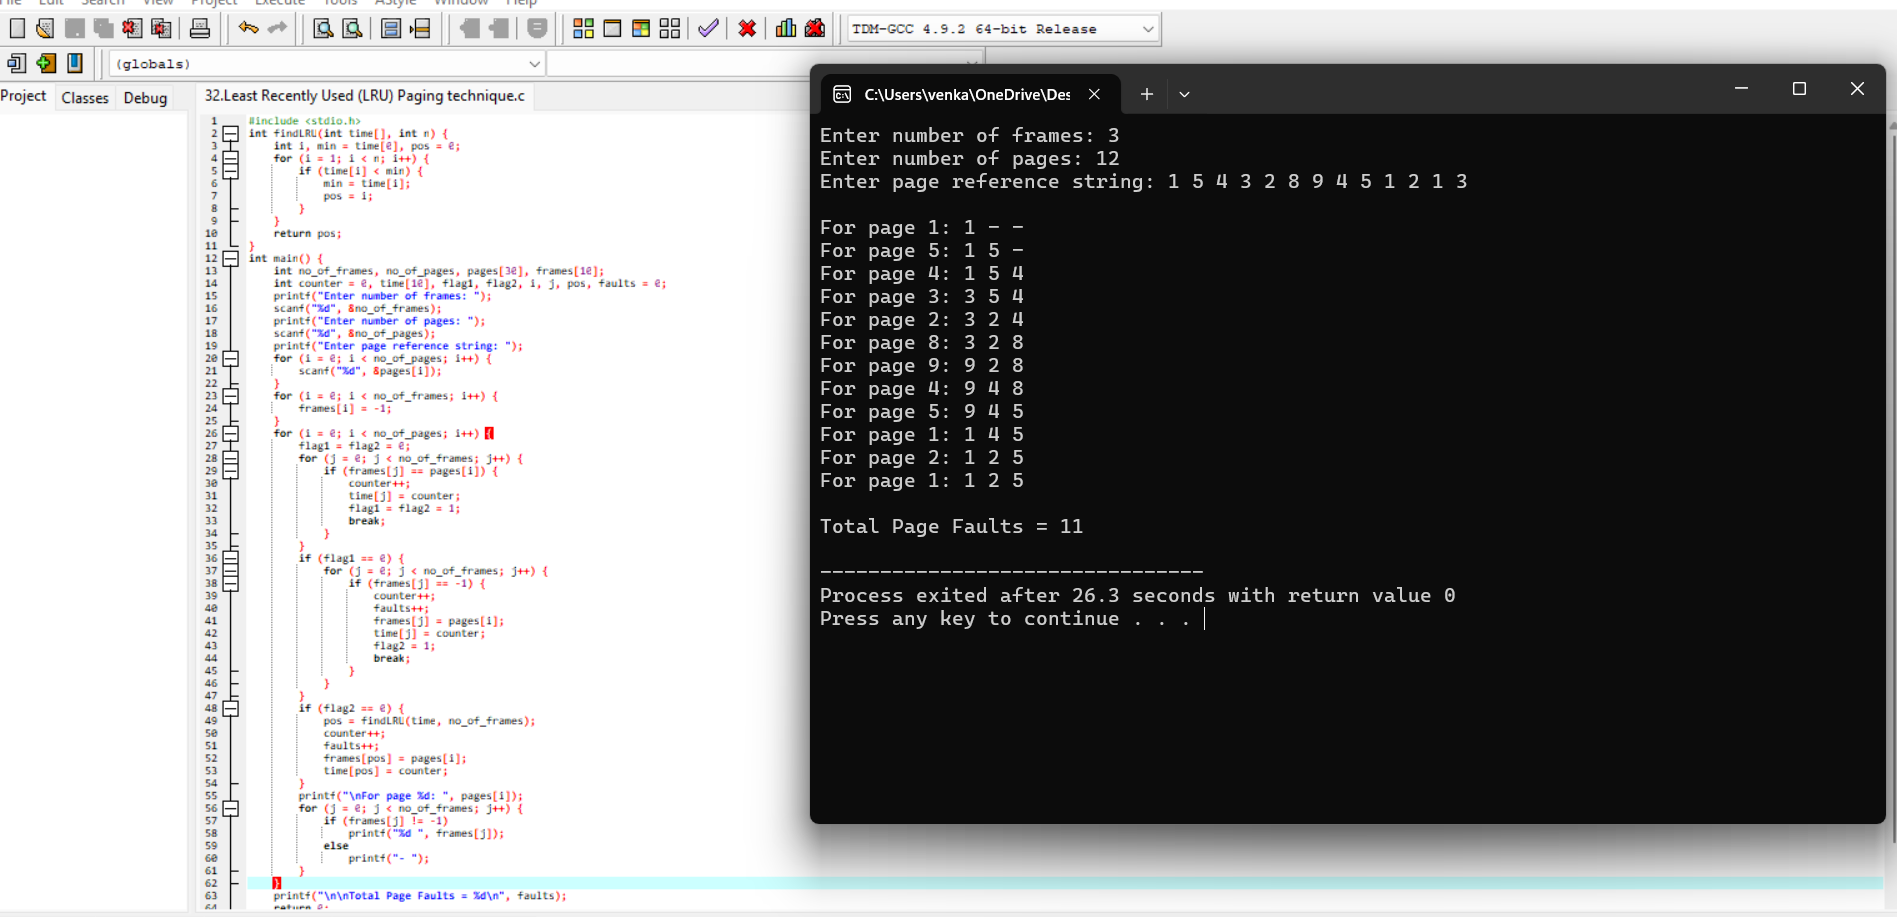 File Edit Search View Project Execute Tools AStyle Window Help
TDM-GCC 4.9.2 64-bit Release
(globals)
Project Classes Debug
32.Least Recently Used (LRU) Paging technique.c
1 #include <stdio.h>
2 int findLRU(int time[], int n) {
3 int i, min = time[0], pos = 0;
4 for (i = 1; i < n; i++) {
5 if (time[i] < min) {
6 min = time[i];
7 pos = i;
8 }
9 }
10 return pos;
11 }
12 int main() {
13 int no_of_frames, no_of_pages, pages[30], frames[10];
14 int counter = 0, time[10], flag1, flag2, i, j, pos, faults = 0;
15 printf("Enter number of frames: ");
16 scanf("%d", &no_of_frames);
17 printf("Enter number of pages: ");
18 scanf("%d", &no_of_pages);
19 printf("Enter page reference string: ");
20 for (i = 0; i < no_of_pages; i++) {
21 scanf("%d", &pages[i]);
22 }
23 for (i = 0; i < no_of_frames; i++) {
24 frames[i] = -1;
25 }
26 for (i = 0; i < no_of_pages; i++) {
27 flag1 = flag2 = 0;
28 for (j = 0; j < no_of_frames; j++) {
29 if (frames[j] == pages[i]) {
30 counter++;
31 time[j] = counter;
32 flag1 = flag2 = 1;
33 break;
34 }
35 }
36 if (flag1 == 0) {
37 for (j = 0; j < no_of_frames; j++) {
38 if (frames[j] == -1) {
39 counter++;
40 faults++;
41 frames[j] = pages[i];
42 time[j] = counter;
43 flag2 = 1;
44 break;
45 }
46 }
47 }
48 if (flag2 == 0) {
49 pos = findLRU(time, no_of_frames);
50 counter++;
51 faults++;
52 frames[pos] = pages[i];
53 time[pos] = counter;
54 }
55 printf("\nFor page %d: ", pages[i]);
56 for (j = 0; j < no_of_frames; j++) {
57 if (frames[j] != -1)
58 printf("%d ", frames[j]);
59 else
60 printf("- ");
61 }
62 }
63 printf("\n\nTotal Page Faults = %d\n", faults);
64 return 0;
C:\Users\venka\OneDrive\Des
Enter number of frames: 3
Enter number of pages: 12
Enter page reference string: 1 5 4 3 2 8 9 4 5 1 2 1 3
For page 1: 1 - -
For page 5: 1 5 -
For page 4: 1 5 4
For page 3: 3 5 4
For page 2: 3 2 4
For page 8: 3 2 8
For page 9: 9 2 8
For page 4: 9 4 8
For page 5: 9 4 5
For page 1: 1 4 5
For page 2: 1 2 5
For page 1: 1 2 5
Total Page Faults = 11
--------------------------------
Process exited after 26.3 seconds with return value 0
Press any key to continue . . .